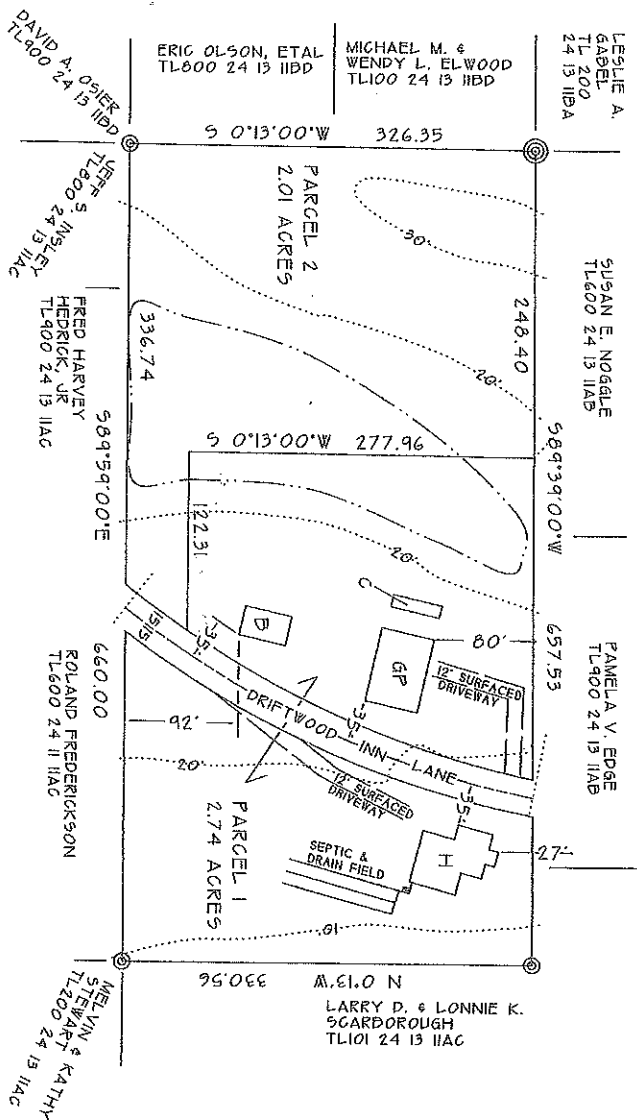 DAVID A. OSIER
TL900 24 13 11BD
ERIC OLSON, ETAL
TL800 24 13 11BD
MICHAEL M. &
WENDY L. ELWOOD
TL100 24 13 11BD
LESLIE A.
GABEL
TL 200
24 13 11BA
S 0°13'00"W 326.35
JEFF S. INSLEY
TL800 24 13 11AC
PARCEL 2
2.01 ACRES
30'
248.40
SUSAN E. NOGGLE
TL600 24 13 11AB
FRED HARVEY
HEDRICK, JR
TL900 24 13 11AC
336.74
20'
S 0°13'00"W 277.96
S89°59'00"E
S89°39'00"W
122.31
20'
C
B
GP
80'
12' SURFACED
DRIVEWAY
657.53
PAMELA V. EDGE
TL900 24 13 11AB
15'
15'
35'
35'
35'
DRIFTWOOD INN LANE
660.00
ROLAND FREDERICKSON
TL600 24 11 11AC
92'
20'
12' SURFACED
DRIVEWAY
PARCEL 1
2.74 ACRES
SEPTIC &
DRAIN FIELD
H
27'
10'
N 0°13'W 330.56
MELVIN & KATHY
STEWART
TL200 24 13 11AC
LARRY D. & LONNIE K.
SCARBOROUGH
TL101 24 13 11AC